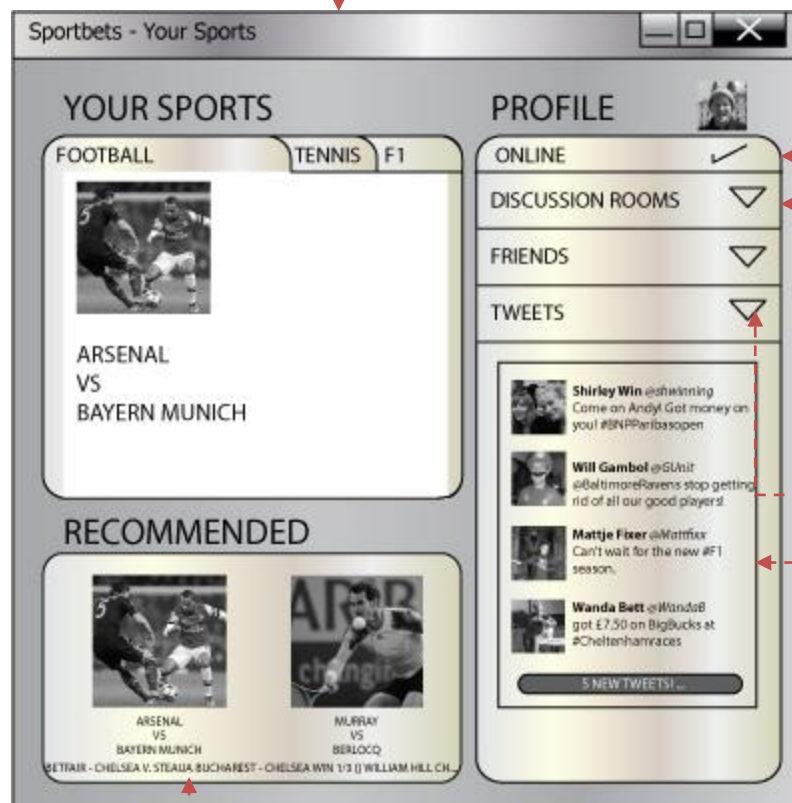 Sportbets - Your Sports
YOUR SPORTS
FOOTBALL
TENNIS
F1
ARSENAL
VS
BAYERN MUNICH
RECOMMENDED
ARSENAL
VS
BAYERN MUNICH
MURRAY
VS
BERLOCQ
BETFAIR - CHELSEA V. STEAUA BUCHAREST - CHELSEA WIN 1/3 () WILLIAM HILL CH...
PROFILE
ONLINE
DISCUSSION ROOMS
FRIENDS
TWEETS
Shirley Win @shwinning
Come on Andy! Got money on
you! #BNPParibasopen
Will Gambol @GUnit
@BaltimoreRavens stop getting
rid of all our good players!
Mattje Fixer @Mattfixx
Can't wait for the new #F1
season.
Wanda Bett @WandaB
got £7.50 on BigBucks at
#Cheltenhamraces
5 NEW TWEETS! ...